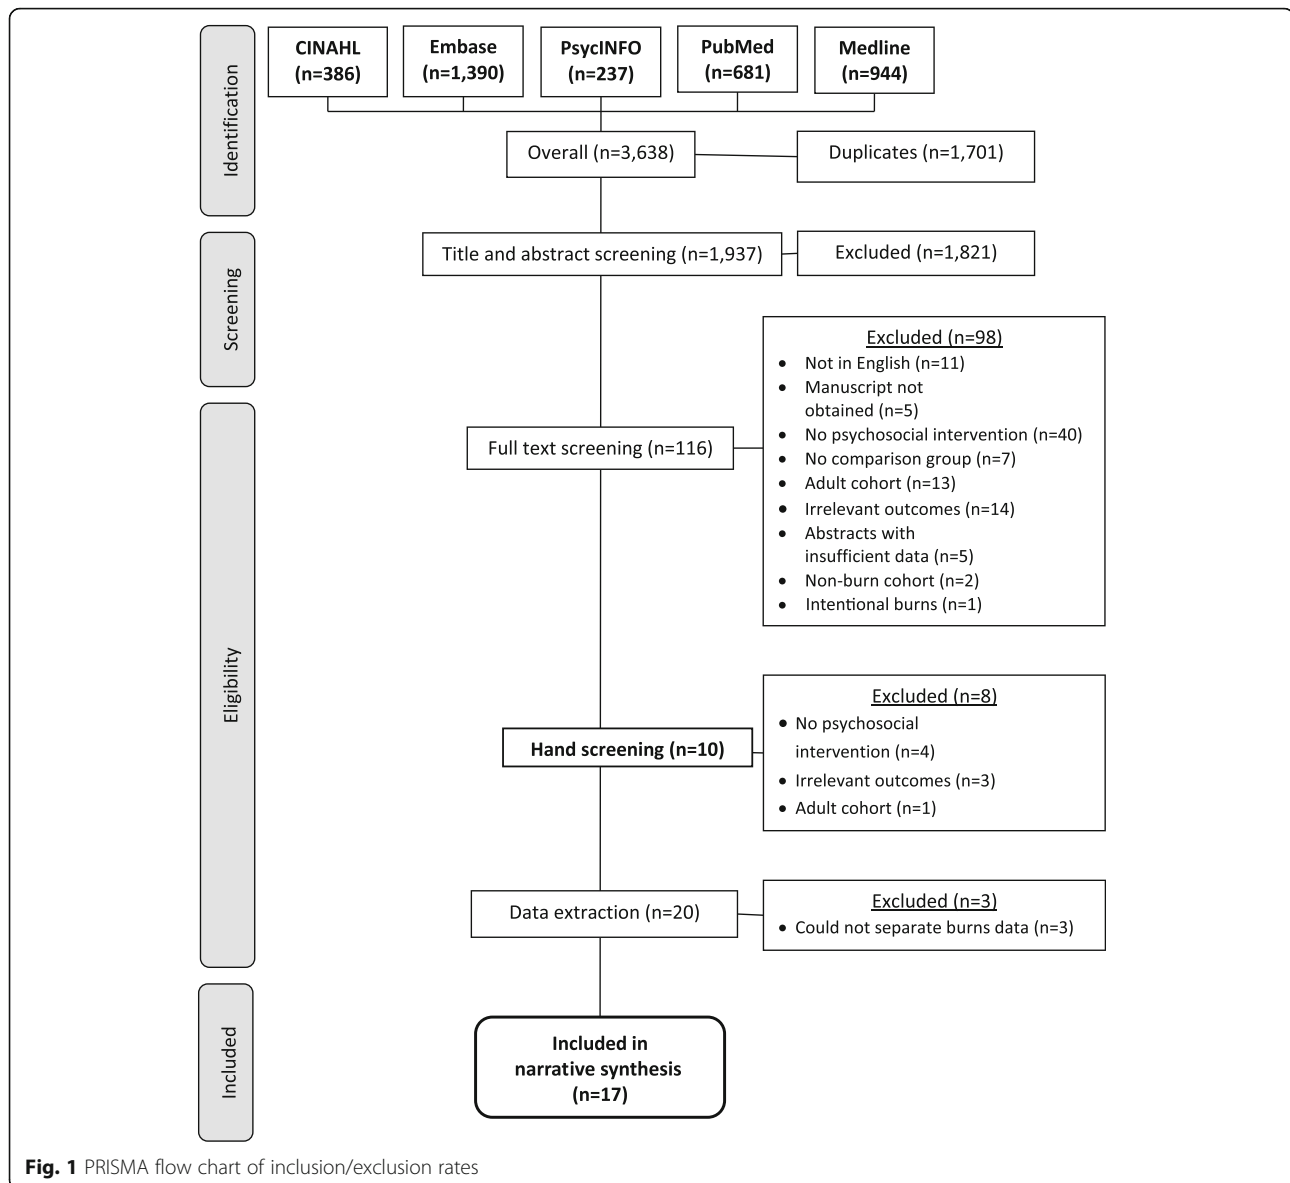 Identification
CINAHL
(n=386)
Embase
(n=1,390)
PsycINFO
(n=237)
PubMed
(n=681)
Medline
(n=944)
Overall (n=3,638)
Duplicates (n=1,701)
Screening
Title and abstract screening (n=1,937)
Excluded (n=1,821)
Eligibility
Full text screening (n=116)
Excluded (n=98)
• Not in English (n=11)
• Manuscript not
obtained (n=5)
• No psychosocial intervention (n=40)
• No comparison group (n=7)
• Adult cohort (n=13)
• Irrelevant outcomes (n=14)
• Abstracts with
insufficient data (n=5)
• Non-burn cohort (n=2)
• Intentional burns (n=1)
Hand screening (n=10)
Excluded (n=8)
• No psychosocial
intervention (n=4)
• Irrelevant outcomes (n=3)
• Adult cohort (n=1)
Data extraction (n=20)
Excluded (n=3)
• Could not separate burns data (n=3)
Included
Included in
narrative synthesis
(n=17)
Fig. 1 PRISMA flow chart of inclusion/exclusion rates